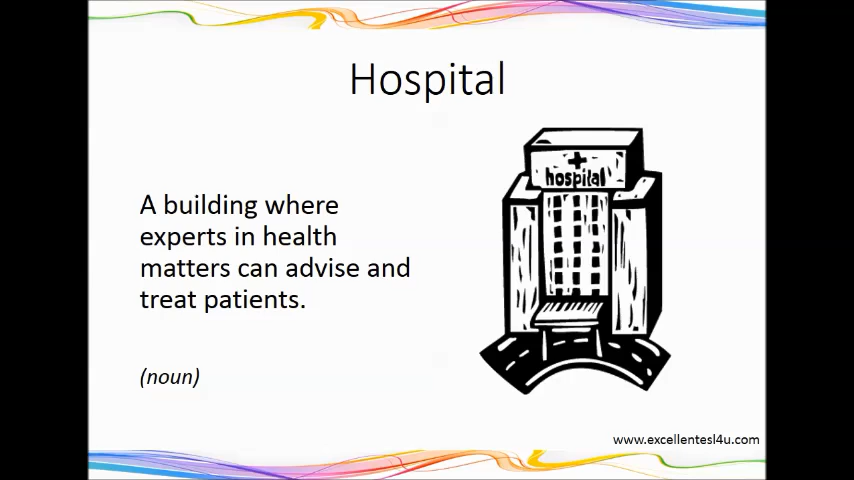 Hospital
hospital
A building where
experts in health
matters can advise and
treat patients.
(noun)
www.excellentesl4u.com